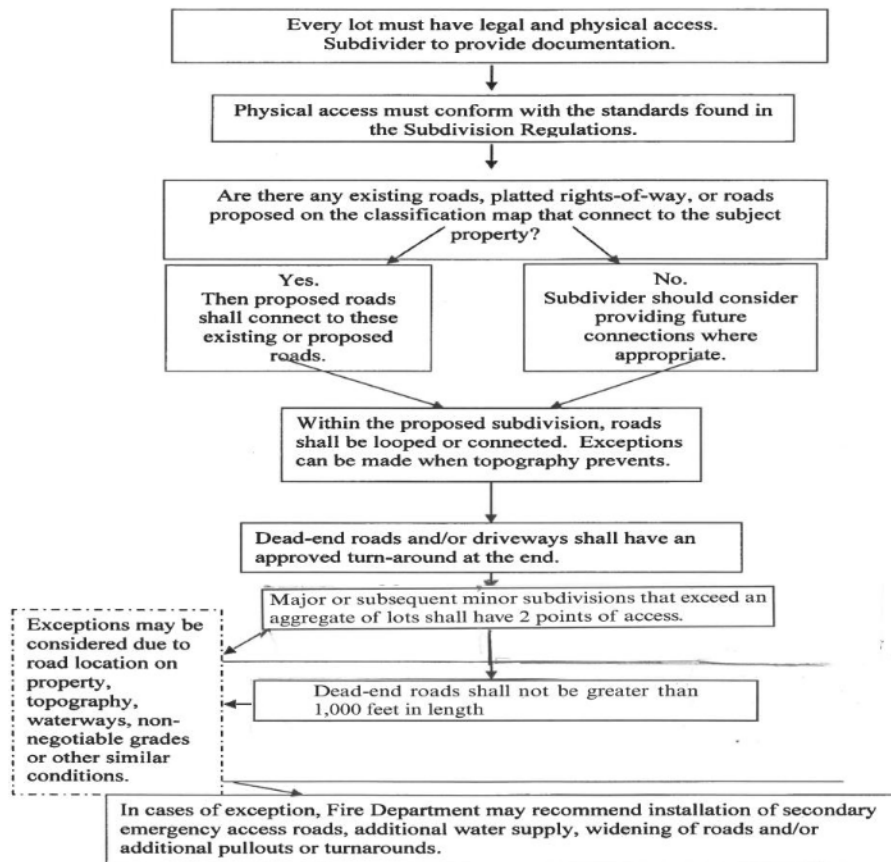 Every lot must have legal and physical access.
Subdivider to provide documentation.
Physical access must conform with the standards found in
the Subdivision Regulations.
Are there any existing roads, platted rights-of-way, or roads
proposed on the classification map that connect to the subject
property?
Yes.
Then proposed roads
shall connect to these
existing or proposed
roads.
No.
Subdivider should consider
providing future
connections where
appropriate.
Within the proposed subdivision, roads
shall be looped or connected. Exceptions
can be made when topography prevents.
Dead-end roads and/or driveways shall have an
approved turn-around at the end.
Major or subsequent minor subdivisions that exceed an
aggregate of lots shall have 2 points of access.
Exceptions may be
considered due to
road location on
property,
topography,
waterways, non-
negotiable grades
or other similar
conditions.
Dead-end roads shall not be greater than
1,000 feet in length
In cases of exception, Fire Department may recommend installation of secondary
emergency access roads, additional water supply, widening of roads and/or
additional pullouts or turnarounds.